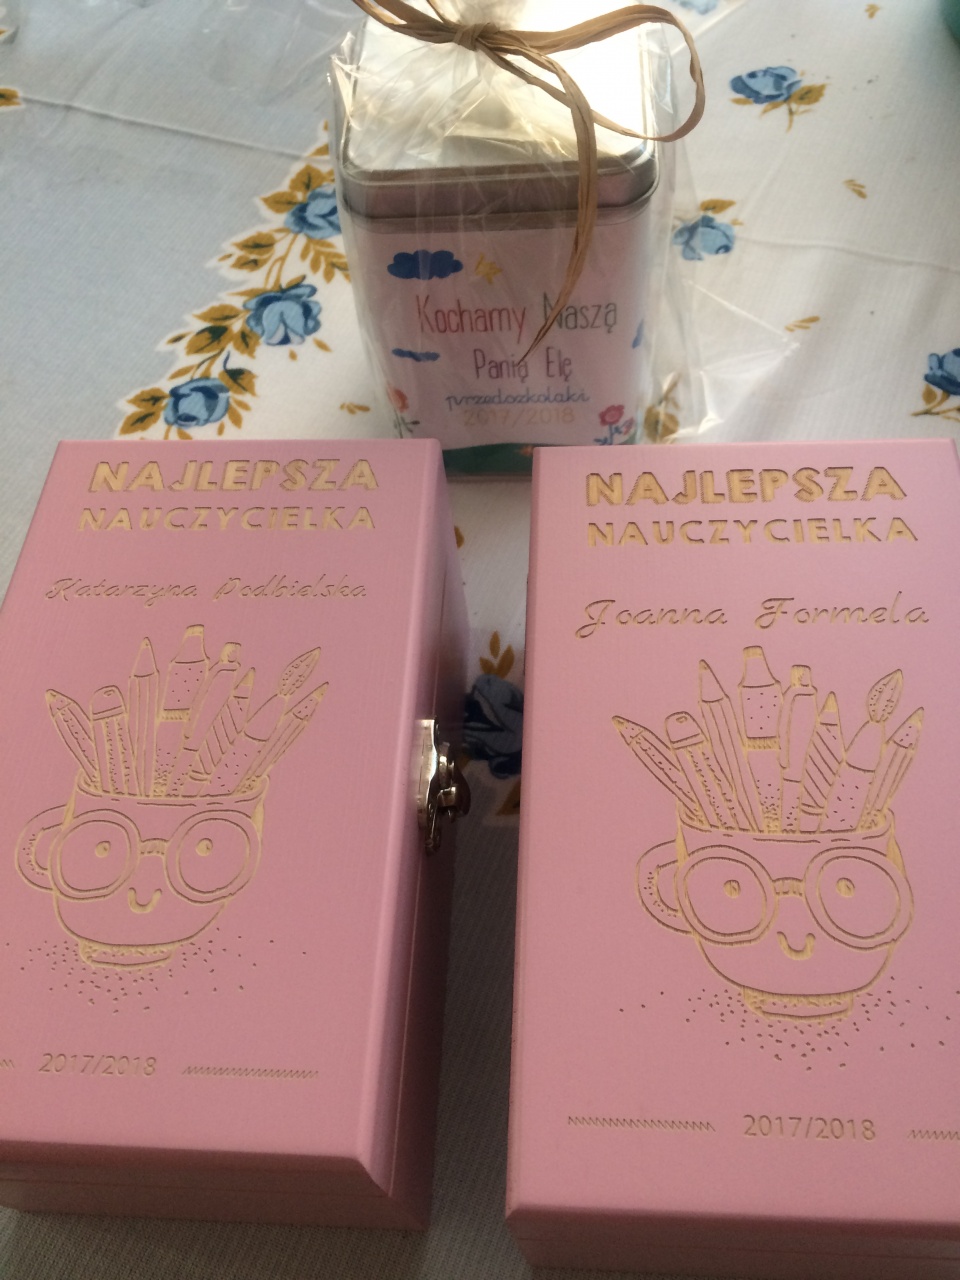 Kochamy Naszą
Panią Elę
przedszkolaki
2017/2018
NAJLEPSZA
NAUCZYCIELKA
Katarzyna Podbielska
2017/2018
NAJLEPSZA
NAUCZYCIELKA
Joanna Formela
2017/2018